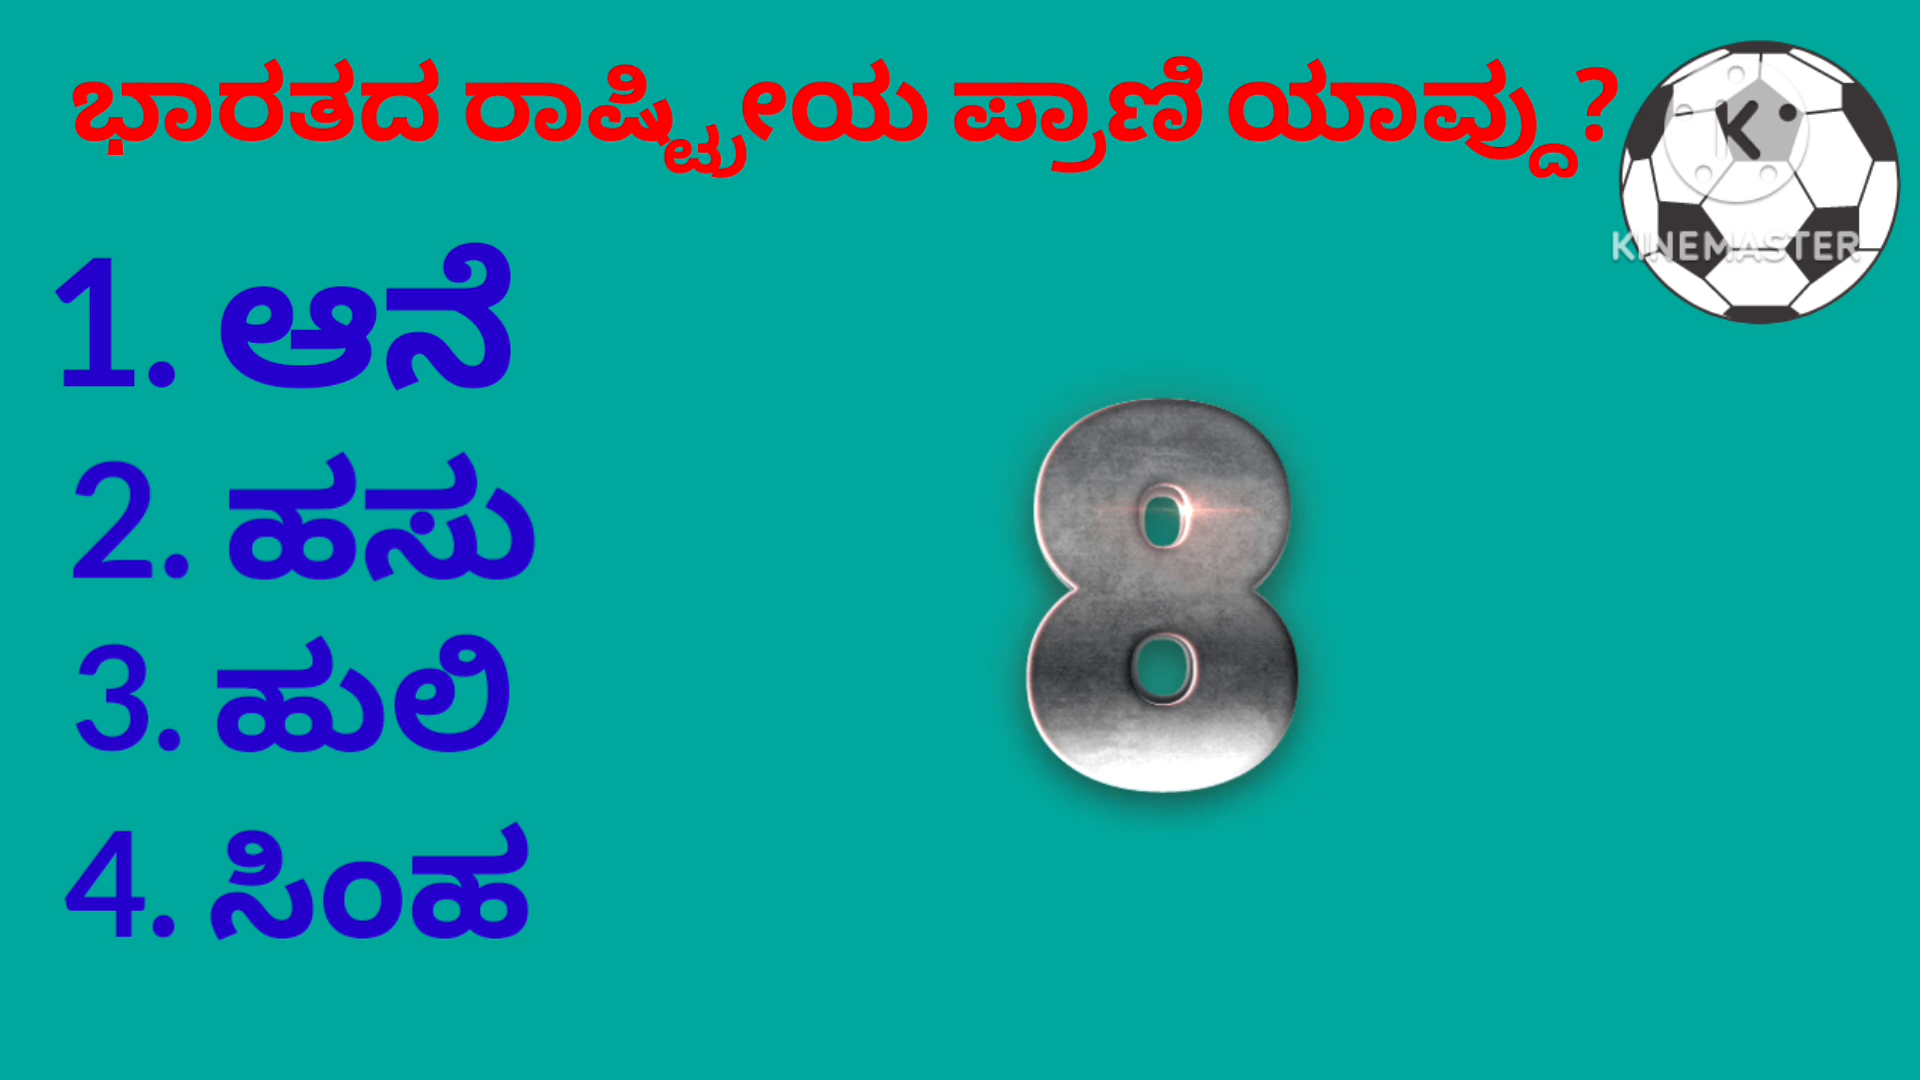 ಭಾರತದ ರಾಷ್ಟ್ರೀಯ ಪ್ರಾಣಿ ಯಾವ್ದು?
K
KINEMASTER
1. ಆನೆ
2. ಹಸು
3. ಹುಲಿ
4. ಸಿಂಹ
8